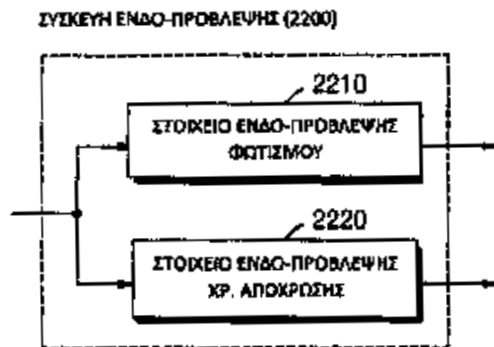 ΣΥΣΚΕΥΗ ΕΝΔΟ-ΠΡΟΒΛΕΨΗΣ (2200)
2210
ΣΤΟΙΧΕΙΟ ΕΝΔΟ-ΠΡΟΒΛΕΨΗΣ
ΦΩΤΙΣΜΟΥ
2220
ΣΤΟΙΧΕΙΟ ΕΝΔΟ-ΠΡΟΒΛΕΨΗΣ
ΧΡ. ΑΠΟΧΡΩΣΗΣ